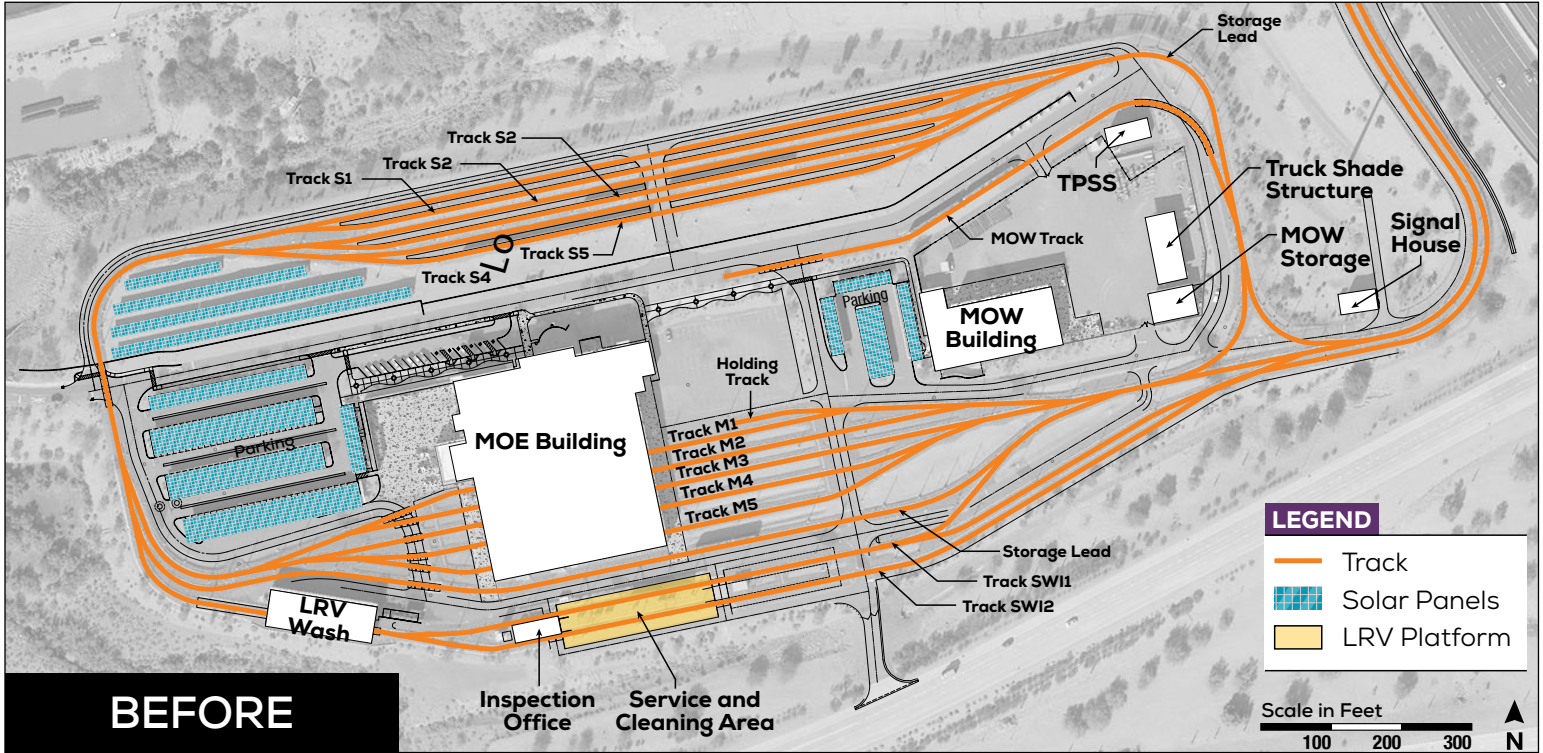 Storage
Lead
Track S2
Track S2
Track S1
Track S5
Track S4
LO
TPSS
Truck Shade
Structure
MOW Track
MOW
Storage
Signal
House
Parking
MOW
Building
Holding
Track
MOE Building
Parking
Track M1
Track M2
Track M3
Track M4
Track M5
Storage Lead
Track SWI1
Track SWI2
LRV
Wash
Inspection
Office
Service and
Cleaning Area
LEGEND
Track
Solar Panels
LRV Platform
BEFORE
Scale in Feet
100 200 300
N